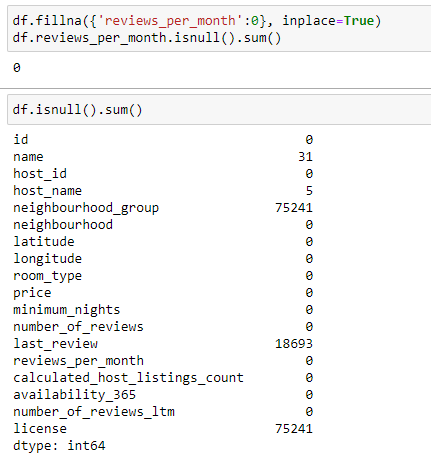 df.fillna({'reviews_per_month':0}, inplace=True)
df.reviews_per_month.isnull().sum()
0
df.isnull().sum()
id 0
name 31
host_id 0
host_name 5
neighbourhood_group 75241
neighbourhood 0
latitude 0
longitude 0
room_type 0
price 0
minimum_nights 0
number_of_reviews 0
last_review 18693
reviews_per_month 0
calculated_host_listings_count 0
availability_365 0
number_of_reviews_ltm 0
license 75241
dtype: int64